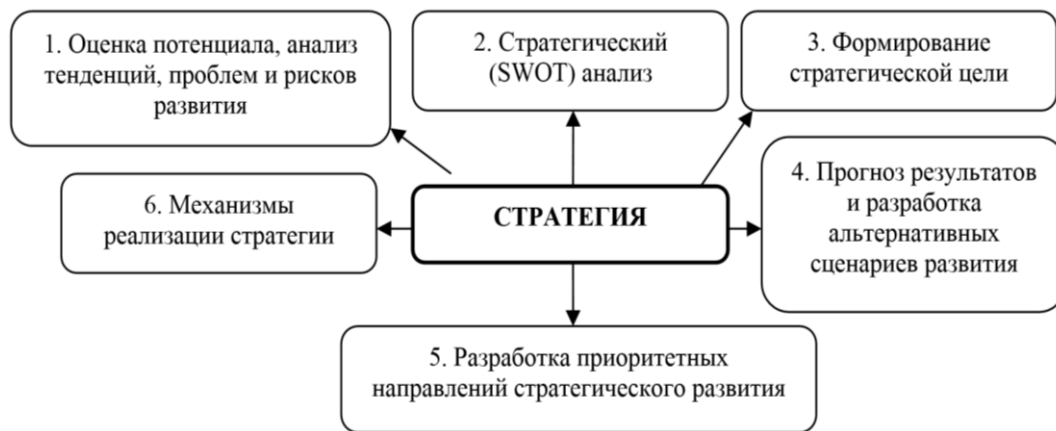 1. Оценка потенциала, анализ
тенденций, проблем и рисков
развития
2. Стратегический
(SWOT) анализ
3. Формирование
стратегической цели
4. Прогноз результатов
и разработка
альтернативных
сценариев развития
6. Механизмы
реализации стратегии
СТРАТЕГИЯ
5. Разработка приоритетных
направлений стратегического развития